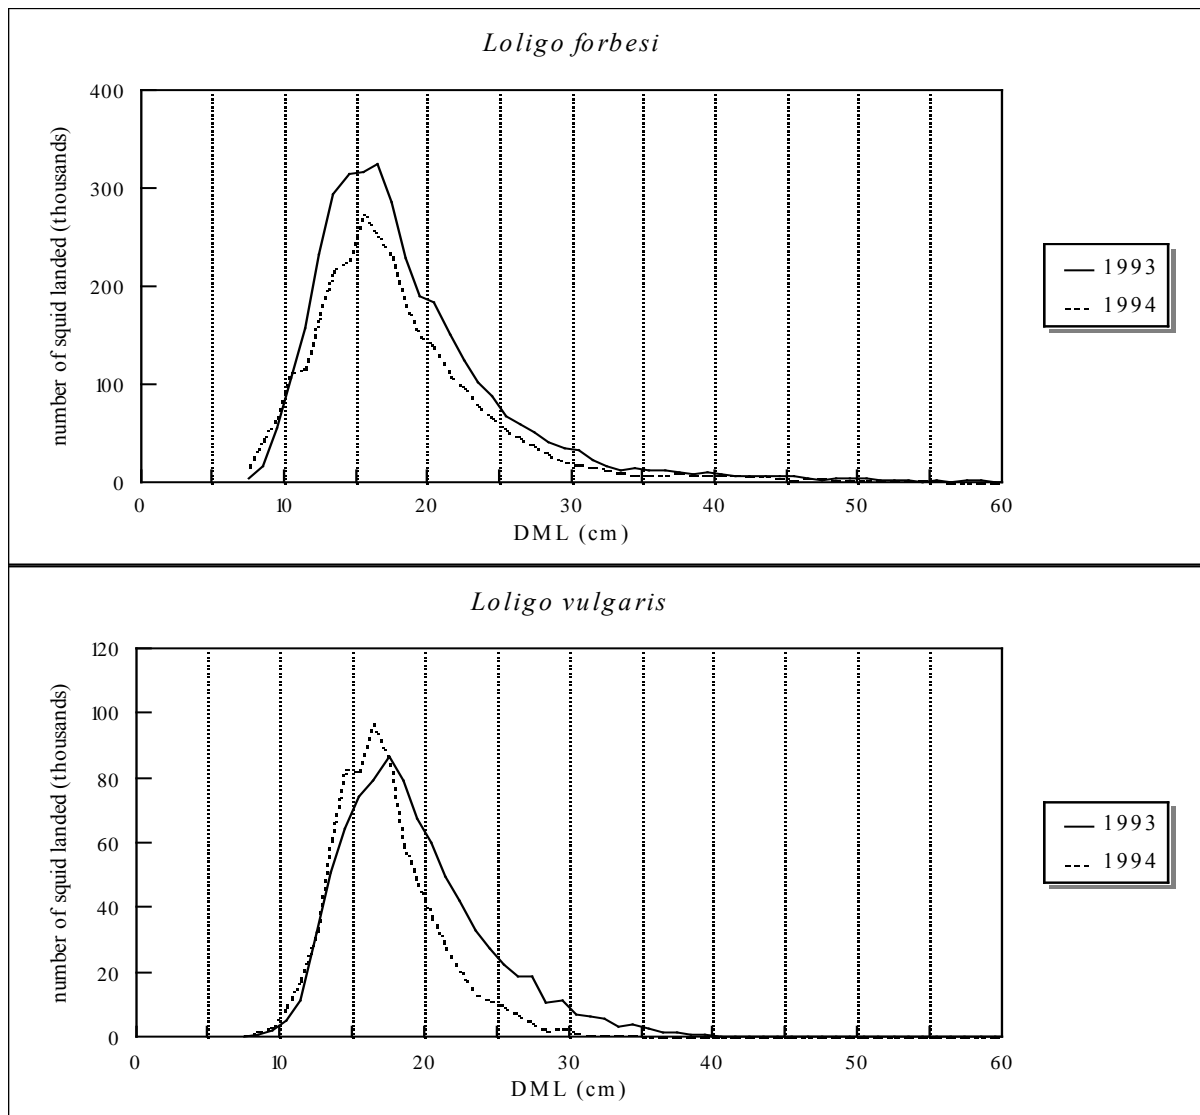 Loligo forbesi
number of squid landed (thousands)
400
300
200
100
0
0 10 20 30 40 50 60
DML (cm)
1993
1994
Loligo vulgaris
number of squid landed (thousands)
120
100
80
60
40
20
0
0 10 20 30 40 50 60
DML (cm)
1993
1994